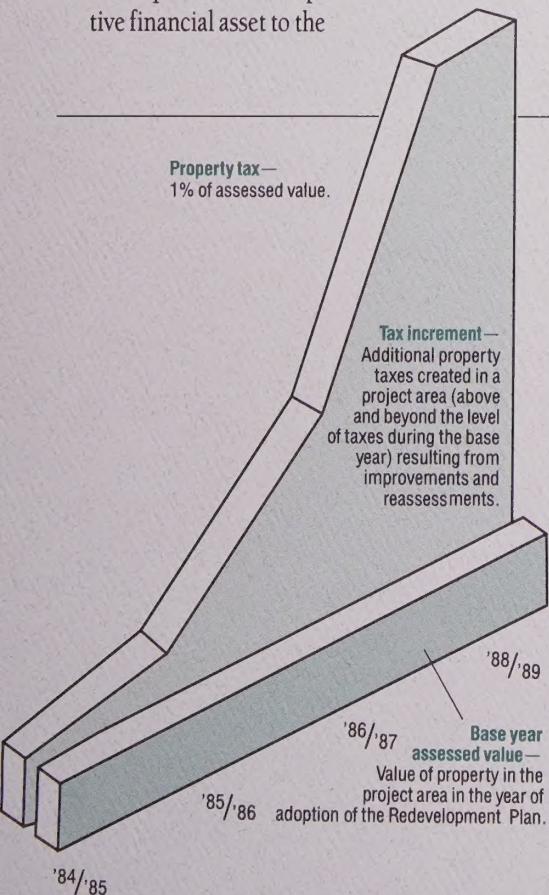 tive financial asset to the
Property tax—
1% of assessed value.
Tax increment—
Additional property
taxes created in a
project area (above
and beyond the level
of taxes during the base
year) resulting from
improvements and
reassessments.
'88/'89
'86/'87
Base year
assessed value—
Value of property in the
project area in the year of
adoption of the Redevelopment Plan.
'85/'86
'84/'85